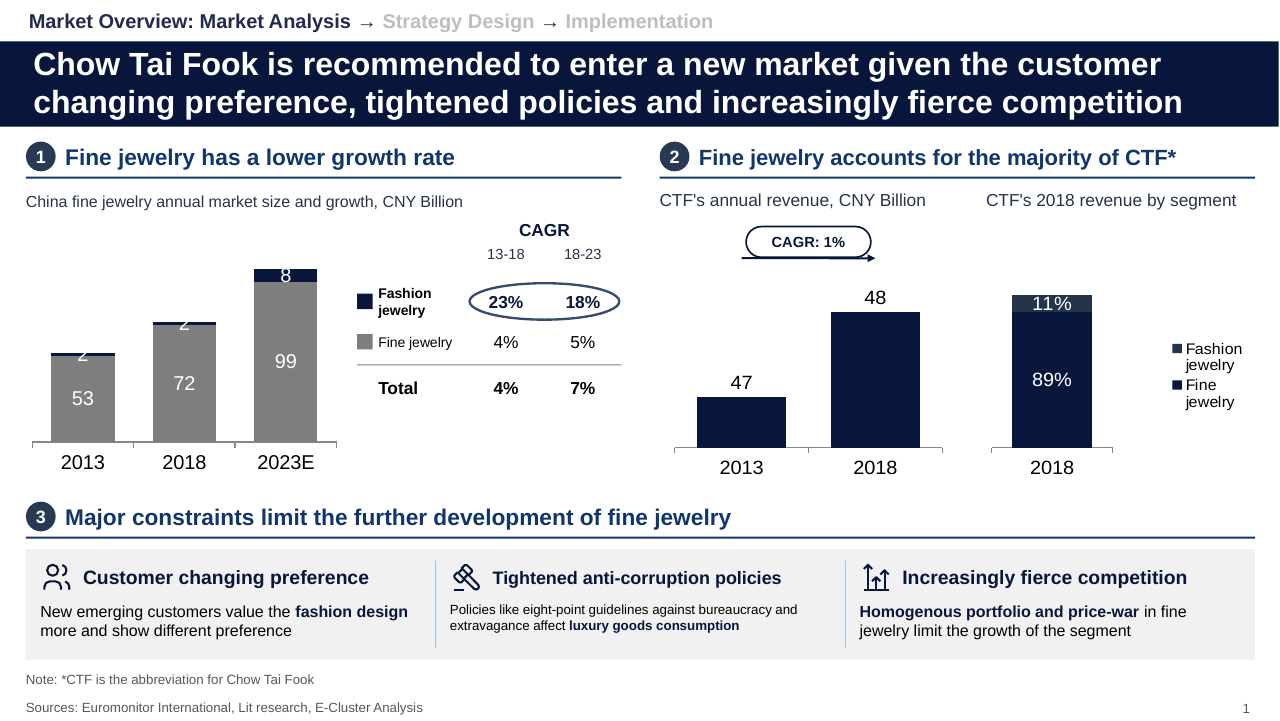 Market Overview: Market Analysis → Strategy Design → Implementation
Chow Tai Fook is recommended to enter a new market given the customer
changing preference, tightened policies and increasingly fierce competition
1 Fine jewelry has a lower growth rate
China fine jewelry annual market size and growth, CNY Billion
CAGR
13-18 18-23
8
2
2
53
72
99
2013 2018 2023E
Fashion
jewelry
23% 18%
Fine jewelry 4% 5%
Total 4% 7%
2 Fine jewelry accounts for the majority of CTF*
CTF's annual revenue, CNY Billion
CAGR: 1%
47
48
2013 2018
CTF's 2018 revenue by segment
11%
89%
2018
Fashion
jewelry
Fine
jewelry
3 Major constraints limit the further development of fine jewelry
Customer changing preference
New emerging customers value the fashion design
more and show different preference
Tightened anti-corruption policies
Policies like eight-point guidelines against bureaucracy and
extravagance affect luxury goods consumption
Increasingly fierce competition
Homogenous portfolio and price-war in fine
jewelry limit the growth of the segment
Note: *CTF is the abbreviation for Chow Tai Fook
Sources: Euromonitor International, Lit research, E-Cluster Analysis
1